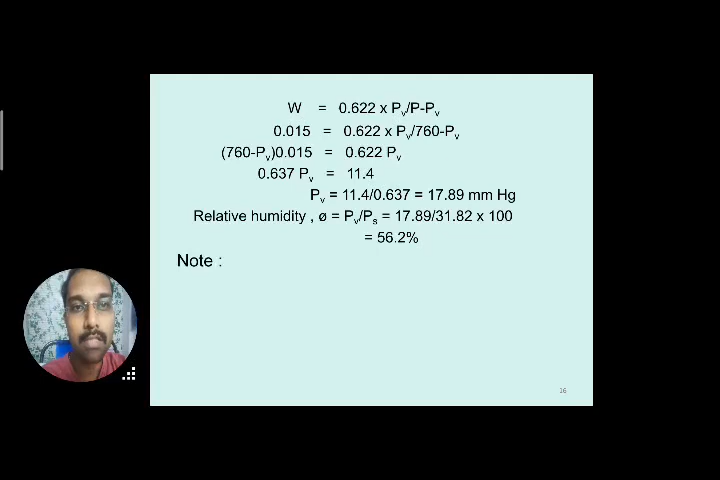 W = 0.622 x Pv/P-Pv
0.015 = 0.622 x Pv/760-Pv
(760-Pv)0.015 = 0.622 Pv
0.637 Pv = 11.4
Pv = 11.4/0.637 = 17.89 mm Hg
Relative humidity , ø = Pv/Ps = 17.89/31.82 x 100
= 56.2%
Note :
16